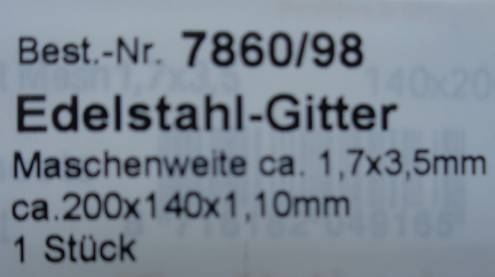 Best.-Nr. 7860/98
Edelstahl-Gitter
Maschenweite ca. 1,7x3,5mm
ca.200x140x1,10mm
1 Stück